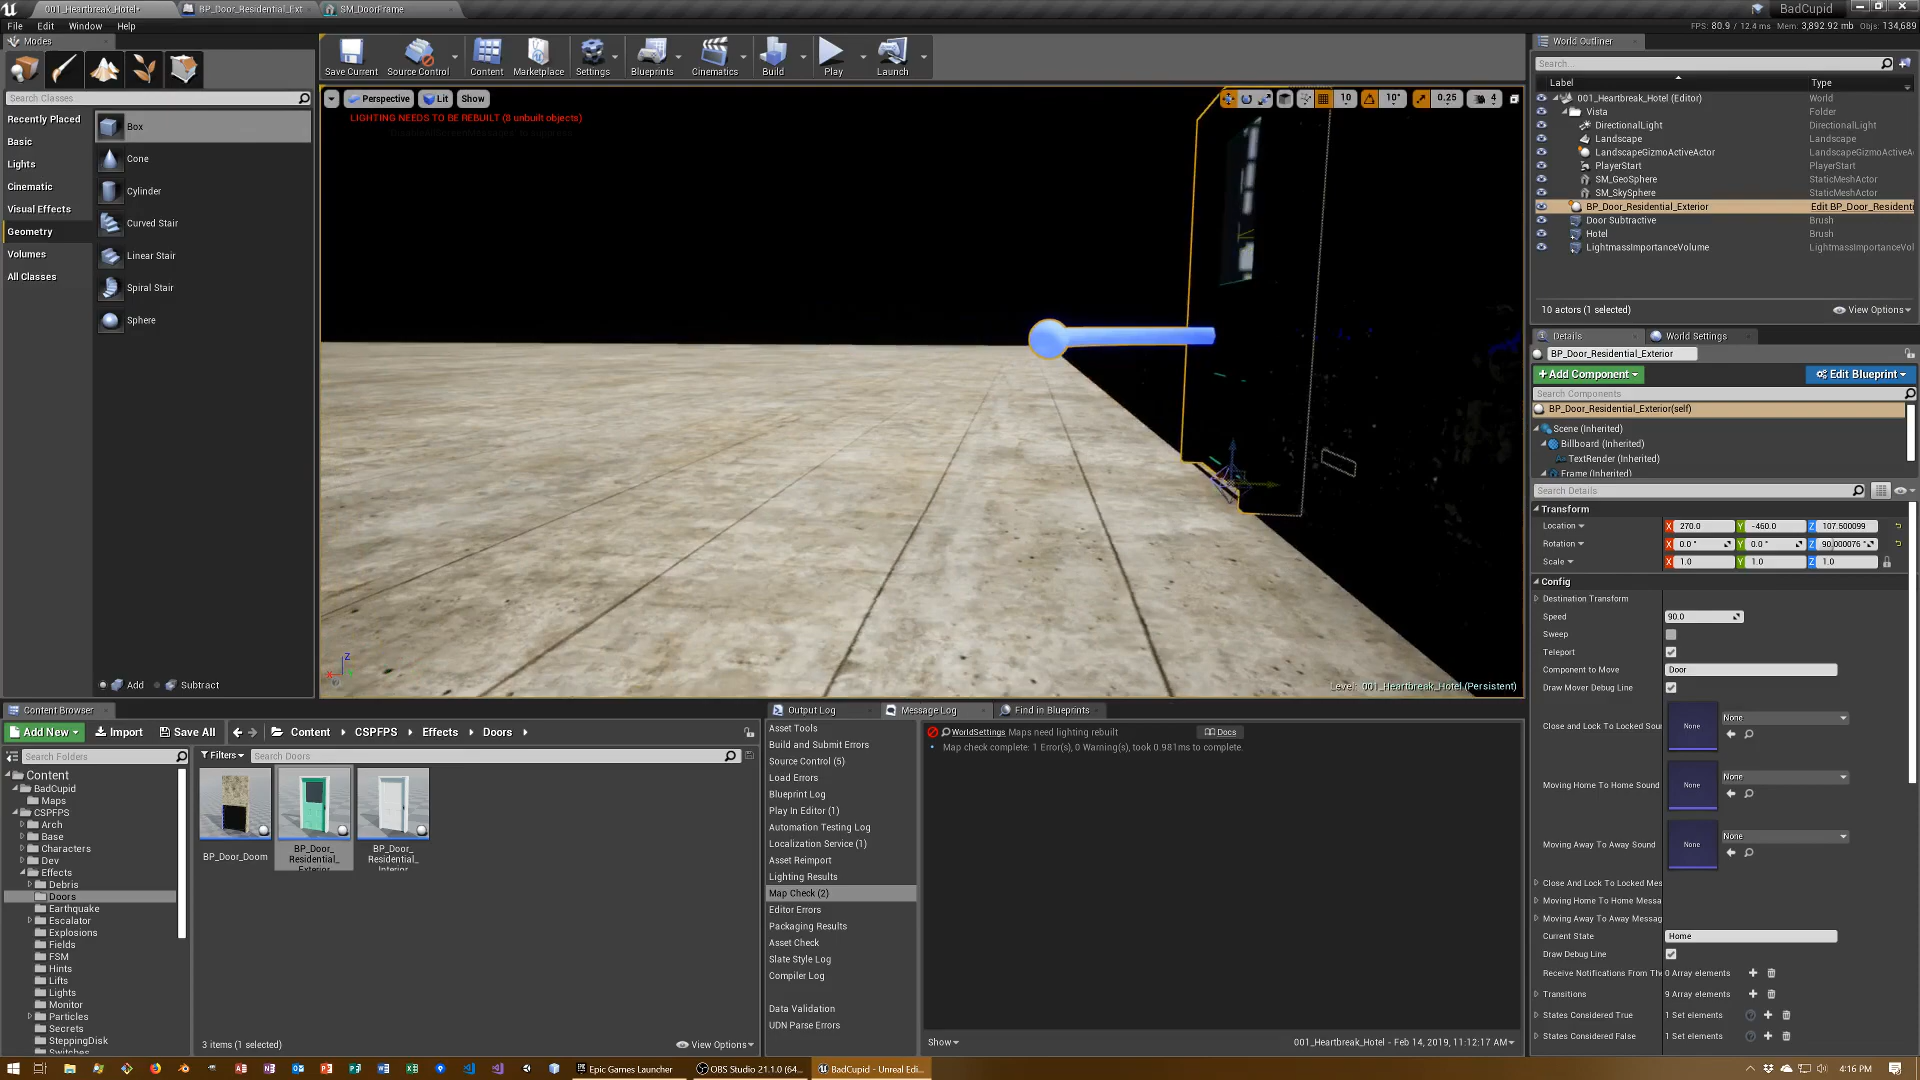 001_Heartbreak_Hotel*
BP_Door_Residential_Ext
SM_DoorFrame
BadCupid
File Edit Window Help
FPS: 80.9 / 12.4 ms Mem: 3,892.92 mb Objs: 134,689
Modes
Search Classes
Recently Placed
Basic
Lights
Cinematic
Visual Effects
Geometry
Volumes
All Classes
Box
Cone
Cylinder
Curved Stair
Linear Stair
Spiral Stair
Sphere
Add Subtract
Save Current Source Control Content Marketplace Settings Blueprints Cinematics Build Play Launch
Perspective Lit Show
10 10° 0.25 4
LIGHTING NEEDS TO BE REBUILT (8 unbuilt objects)
X Z
Level: 001_Heartbreak_Hotel (Persistent)
World Outliner
Search...
Label Type
001_Heartbreak_Hotel (Editor) World
Vista Folder
DirectionalLight DirectionalLight
Landscape Landscape
LandscapeGizmoActiveActor LandscapeGizmoActiveA
PlayerStart PlayerStart
SM_GeoSphere StaticMeshActor
SM_SkySphere StaticMeshActor
BP_Door_Residential_Exterior Edit BP_Door_Residenti
Door Subtractive Brush
Hotel Brush
LightmassImportanceVolume LightmassImportanceVol
10 actors (1 selected) View Options
Details World Settings
BP_Door_Residential_Exterior
+Add Component Edit Blueprint
Search Components
BP_Door_Residential_Exterior(self)
Scene (Inherited)
Billboard (Inherited)
TextRender (Inherited)
Frame (Inherited)
Search Details
Transform
Location X 270.0 Y -460.0 Z 107.500099
Rotation X 0.0 ° Y 0.0 ° Z 90.000076 °
Scale X 1.0 Y 1.0 Z 1.0
Config
Destination Transform
Speed 90.0
Sweep
Teleport
Component to Move Door
Draw Mover Debug Line
Close and Lock To Locked Soun None None
Moving Home To Home Sound None None
Moving Away To Away Sound None None
Close And Lock To Locked Mes
Moving Home To Home Messa
Moving Away To Away Messag
Current State Home
Draw Debug Line
Receive Notifications From The 0 Array elements
Transitions 9 Array elements
States Considered True 1 Set elements
States Considered False 1 Set elements
Content Browser
Add New Import Save All Content CSPFPS Effects Doors
Search Folders
Filters Search Doors
Content
BadCupid
Maps
CSPFPS
Arch
Base
Characters
Dev
Effects
Debris
Doors
Earthquake
Escalator
Explosions
Fields
FSM
Hints
Lifts
Lights
Monitor
Particles
Secrets
SteppingDisk
Switches
BP_Door_Doom
BP_Door_
Residential_
Exterior
BP_Door_
Residential_
Interior
3 items (1 selected) View Options
Output Log Message Log Find in Blueprints
Asset Tools
Build and Submit Errors
Source Control (5)
Load Errors
Blueprint Log
Play In Editor (1)
Automation Testing Log
Localization Service (1)
Asset Reimport
Lighting Results
Map Check (2)
Editor Errors
Packaging Results
Asset Check
Slate Style Log
Compiler Log
Data Validation
UDN Parse Errors
WorldSettings Maps need lighting rebuilt Docs
Map check complete: 1 Error(s), 0 Warning(s), took 0.981ms to complete.
Show 001_Heartbreak_Hotel - Feb 14, 2019, 11:12:17 AM
Epic Games Launcher
OBS Studio 21.1.0 (64...
BadCupid - Unreal Edi...
4:16 PM